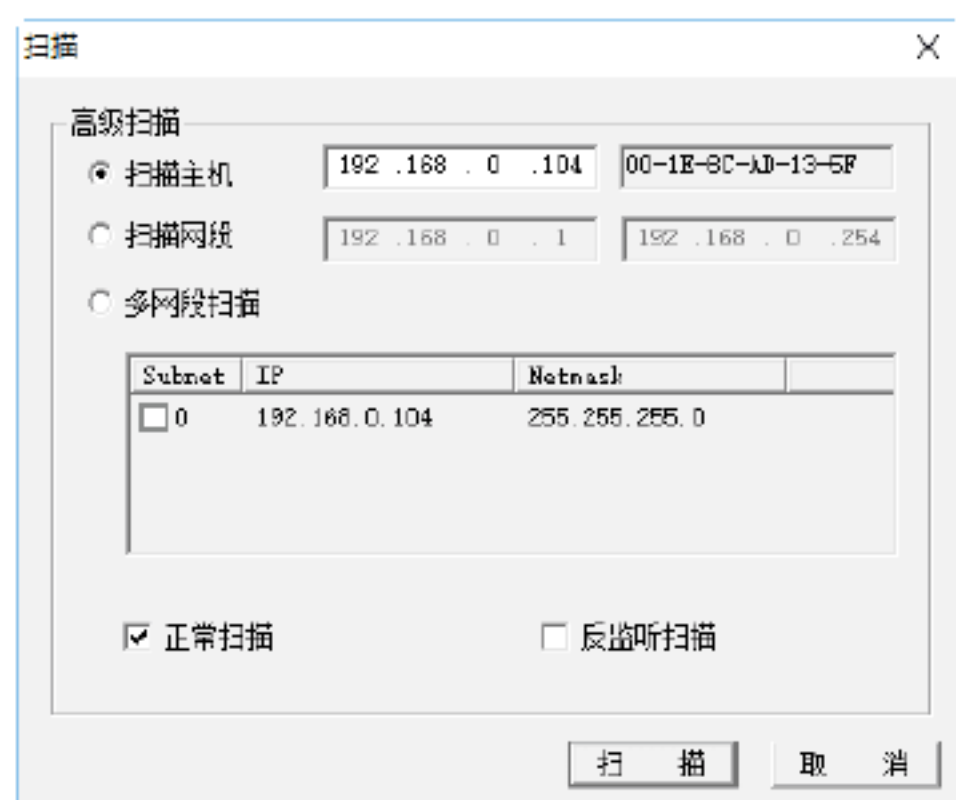 扫描
高级扫描
扫描主机 192 .168 . 0 .104 00-1E-8C-AD-13-5F
扫描网段 192 .168 . 0 . 1 192 .168 . 0 .254
多网段扫描
Subnet IP Netmask
0 192.168.0.104 255.255.255.0
正常扫描 反监听扫描
扫 描 取 消